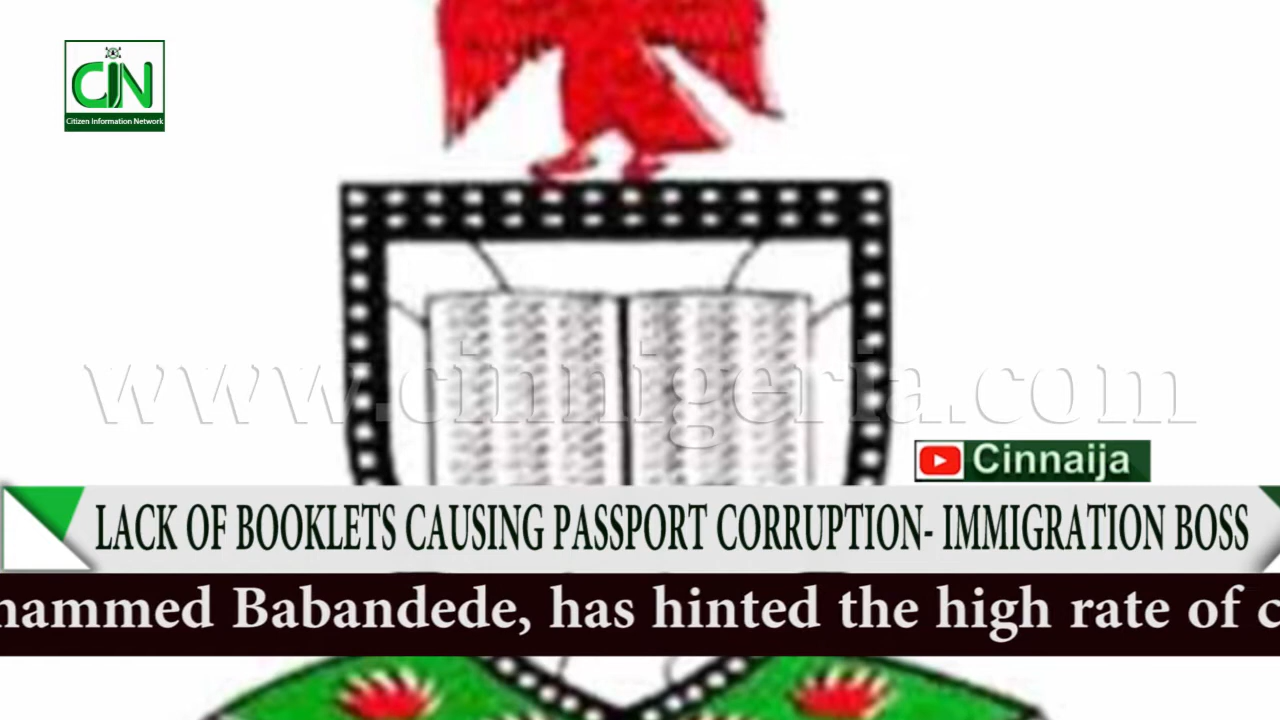 CIN
Citizen Information Network
www.cinnigeria.com
Cinnaija
LACK OF BOOKLETS CAUSING PASSPORT CORRUPTION- IMMIGRATION BOSS
hammed Babandede, has hinted the high rate of c